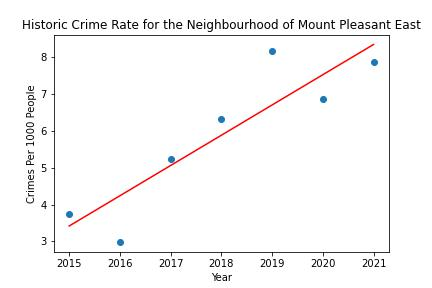 Historic Crime Rate for the Neighbourhood of Mount Pleasant East
8
7
6
5
4
3
Crimes Per 1000 People
2015 2016 2017 2018 2019 2020 2021
Year